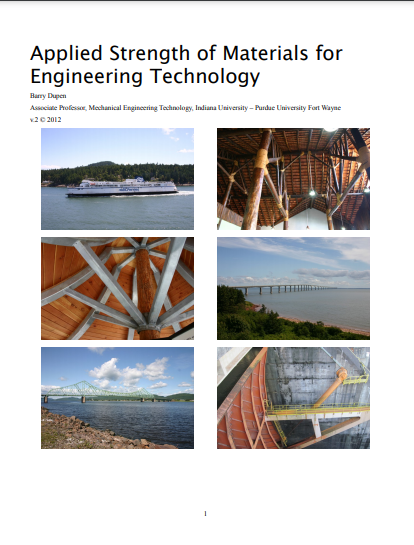 Applied Strength of Materials for
Engineering Technology
Barry Dupen
Associate Professor, Mechanical Engineering Technology, Indiana University – Purdue University Fort Wayne
v.2 © 2012
1